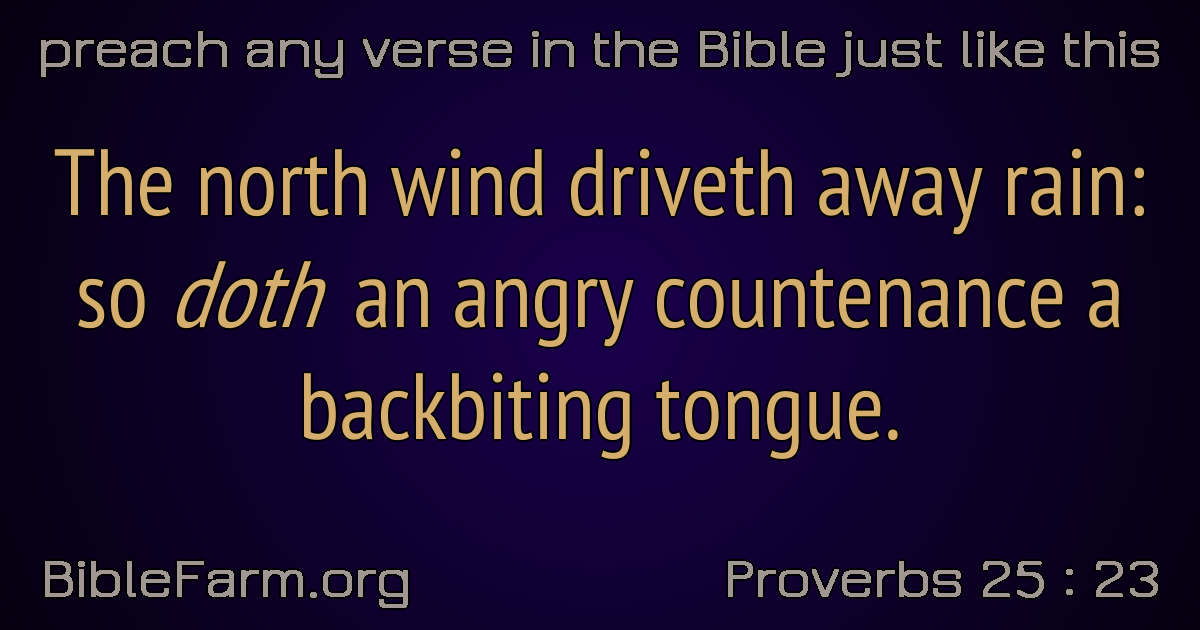 preach any verse in the Bible just like this
The north wind driveth away rain:
so doth an angry countenance a
backbiting tongue.
BibleFarm.org
Proverbs 25 : 23